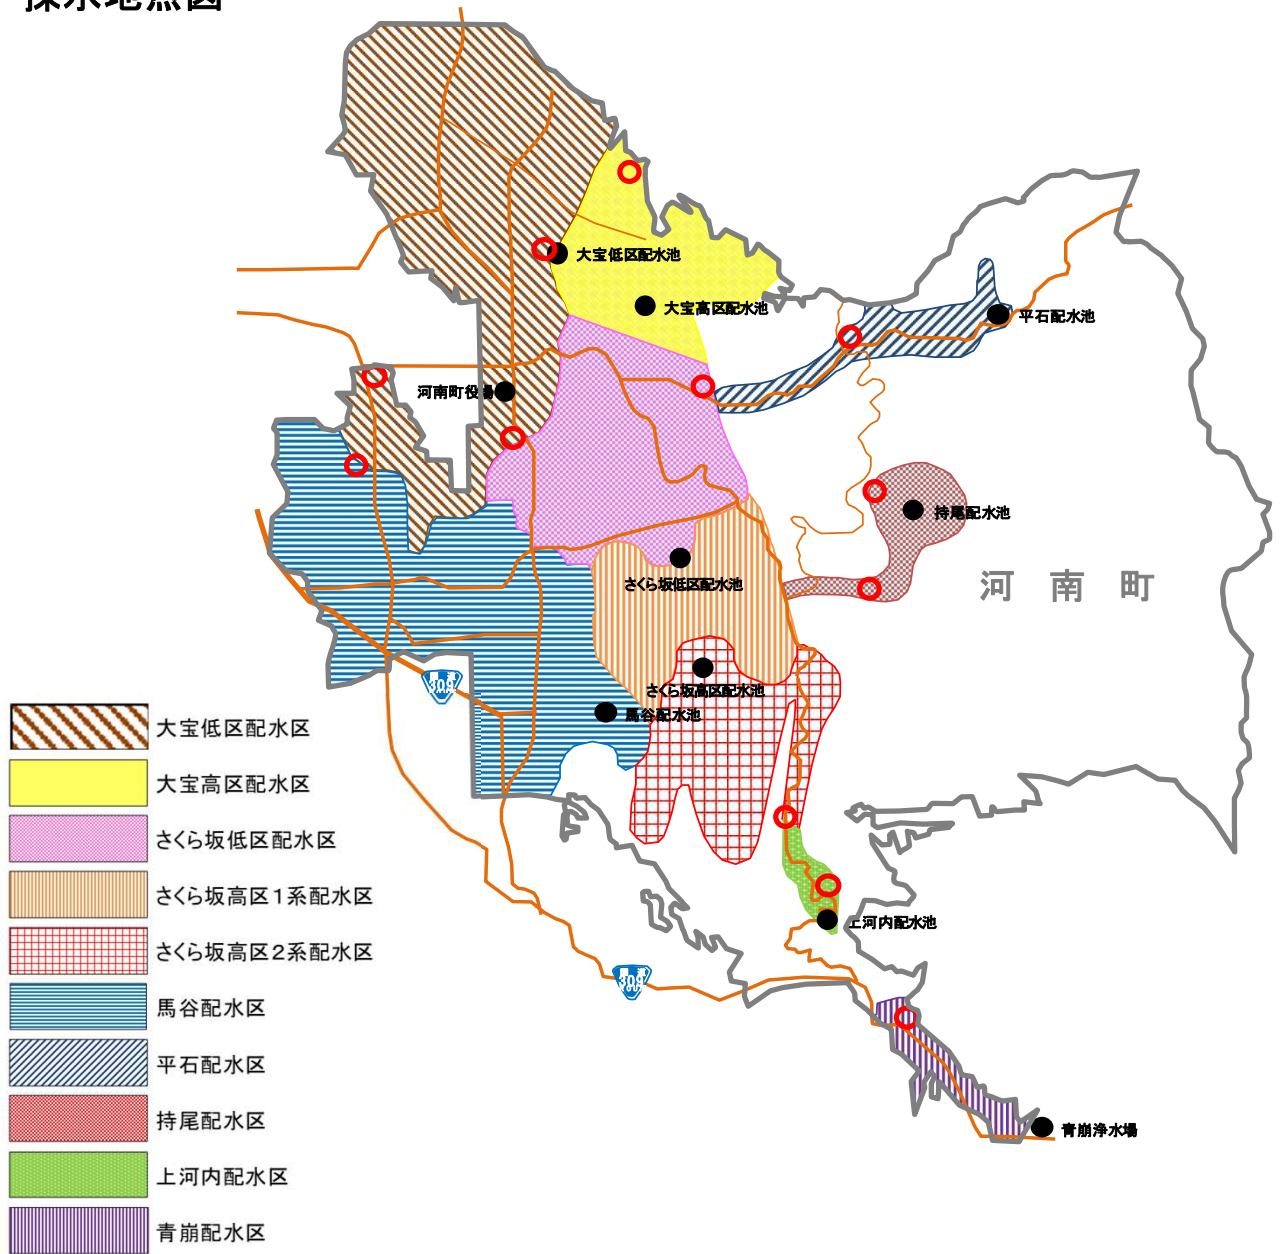 採水地点図
大宝低区配水池
大宝高区配水池
平石配水池
河南町役場
持尾配水池
さくら坂低区配水池
河南町
さくら坂高区配水池
309
馬谷配水池
大宝低区配水区
大宝高区配水区
さくら坂低区配水区
さくら坂高区1系配水区
さくら坂高区2系配水区
上河内配水池
309
馬谷配水区
平石配水区
持尾配水区
青崩浄水場
上河内配水区
青崩配水区